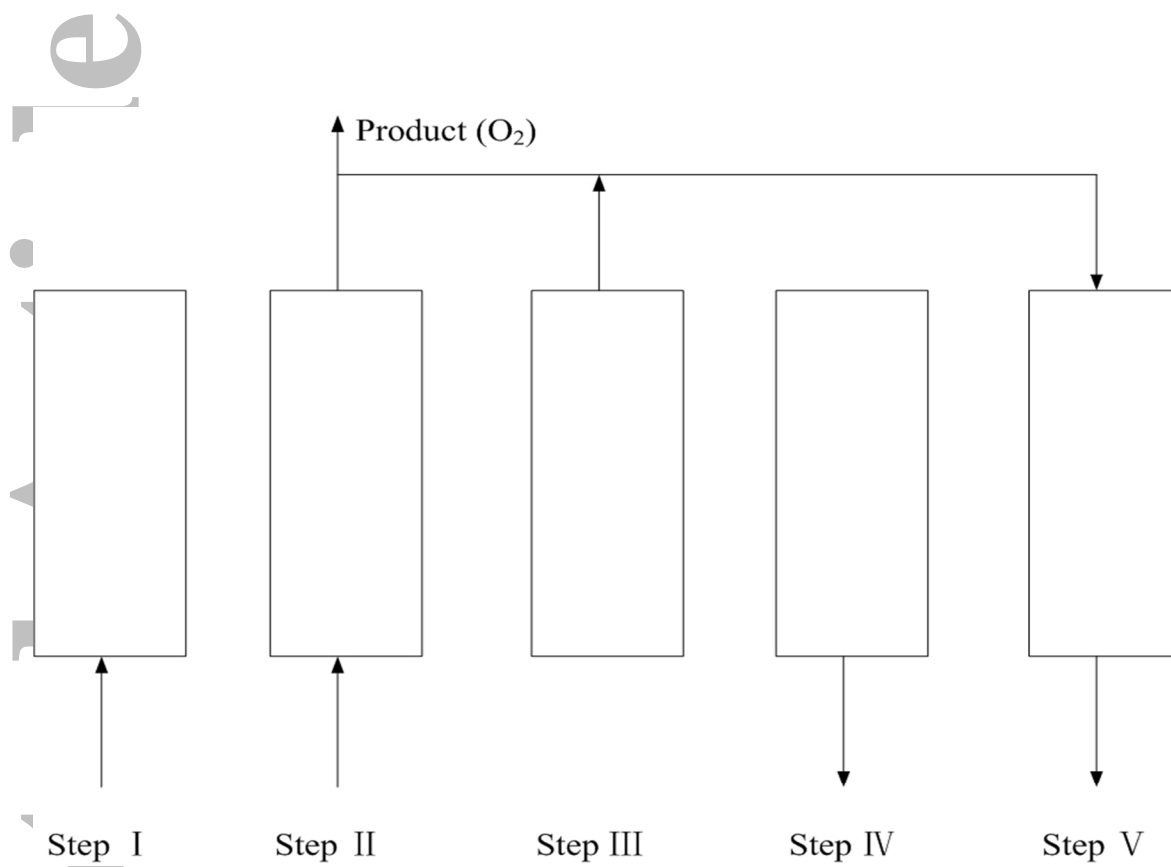 Product (O₂)
Step Ⅰ
Step Ⅱ
Step Ⅲ
Step Ⅳ
Step Ⅴ